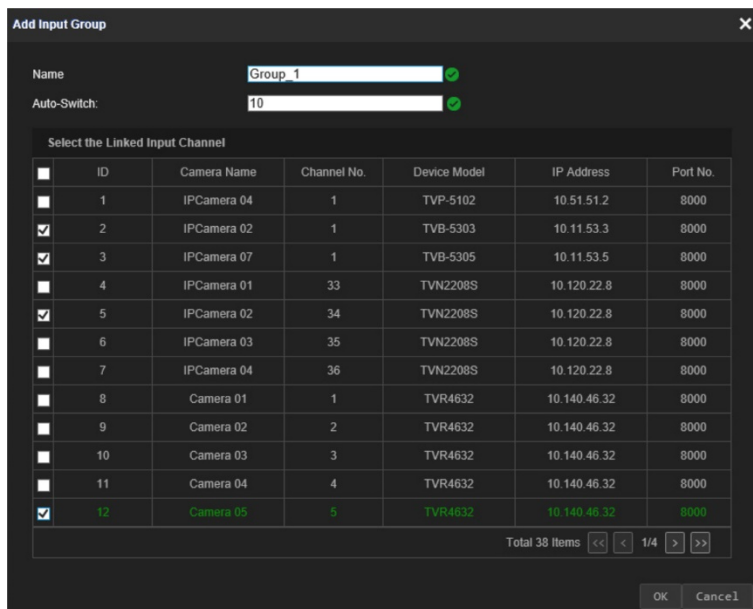 Add Input Group
Name Group_1
Auto-Switch: 10
Select the Linked Input Channel
ID Camera Name Channel No. Device Model IP Address Port No.
1 IPCamera 04 1 TVP-5102 10.51.51.2 8000
2 IPCamera 02 1 TVB-5303 10.11.53.3 8000
3 IPCamera 07 1 TVB-5305 10.11.53.5 8000
4 IPCamera 01 33 TVN2208S 10.120.22.8 8000
5 IPCamera 02 34 TVN2208S 10.120.22.8 8000
6 IPCamera 03 35 TVN2208S 10.120.22.8 8000
7 IPCamera 04 36 TVN2208S 10.120.22.8 8000
8 Camera 01 1 TVR4632 10.140.46.32 8000
9 Camera 02 2 TVR4632 10.140.46.32 8000
10 Camera 03 3 TVR4632 10.140.46.32 8000
11 Camera 04 4 TVR4632 10.140.46.32 8000
12 Camera 05 5 TVR4632 10.140.46.32 8000
Total 38 Items << < 1/4 > >>
OK Cancel